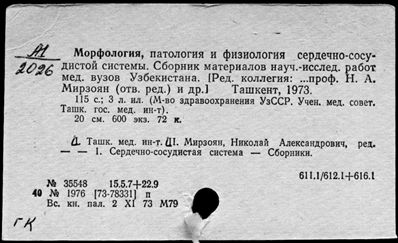 Д1
2026
Морфология, патология и физиология сердечно-сосу-
дистой системы. Сборник материалов науч.-исслед. работ
мед. вузов Узбекистана. [Ред. коллегия: ...проф. Н. А.
Мирзоян (отв. ред.) и др.] Ташкент, 1973.
115 с.; 3 л. ил. (М-во здравоохранения УзССР. Учен. мед. совет.
Ташк. гос. мед. ин-т).
20 см. 600 экз. 72 к.
Д. Ташк. мед. ин-т. Д1. Мирзоян, Николай Александрович, ред.
— — 1. Сердечно-сосудистая система — Сборники.
611.1/612.1+616.1
№ 35548 15.5.7+22.9
40 № 1976 [73-78331] п
Вс. кн. пал. 2 XI 73 М79
гк